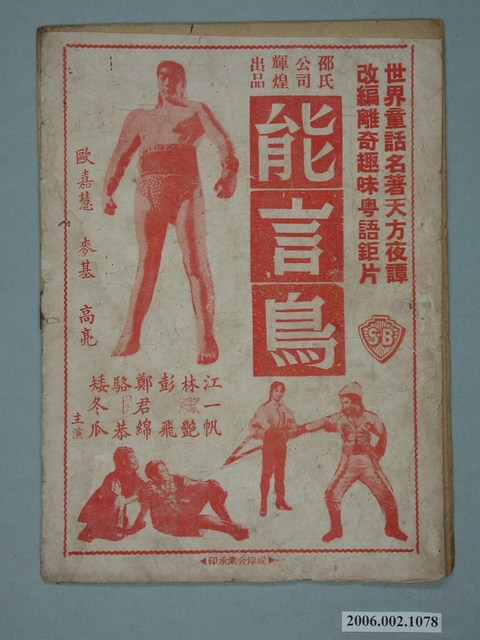 世界童話名著天方夜譚
改編離奇趣味粵語鉅片
邵氏
公司
輝煌
出品
能言鳥
SB
歐嘉慧 麥基 高亮
江一帆
林艷
彭飛
鄭君綿
駱恭
矮冬瓜
主演
承印
2006.002.1078